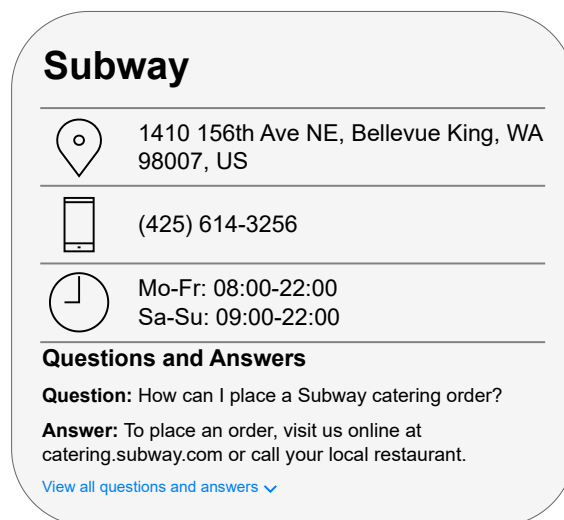 Subway
1410 156th Ave NE, Bellevue King, WA
98007, US
(425) 614-3256
Mo-Fr: 08:00-22:00
Sa-Su: 09:00-22:00
Questions and Answers
Question: How can I place a Subway catering order?
Answer: To place an order, visit us online at
catering.subway.com or call your local restaurant.
View all questions and answers